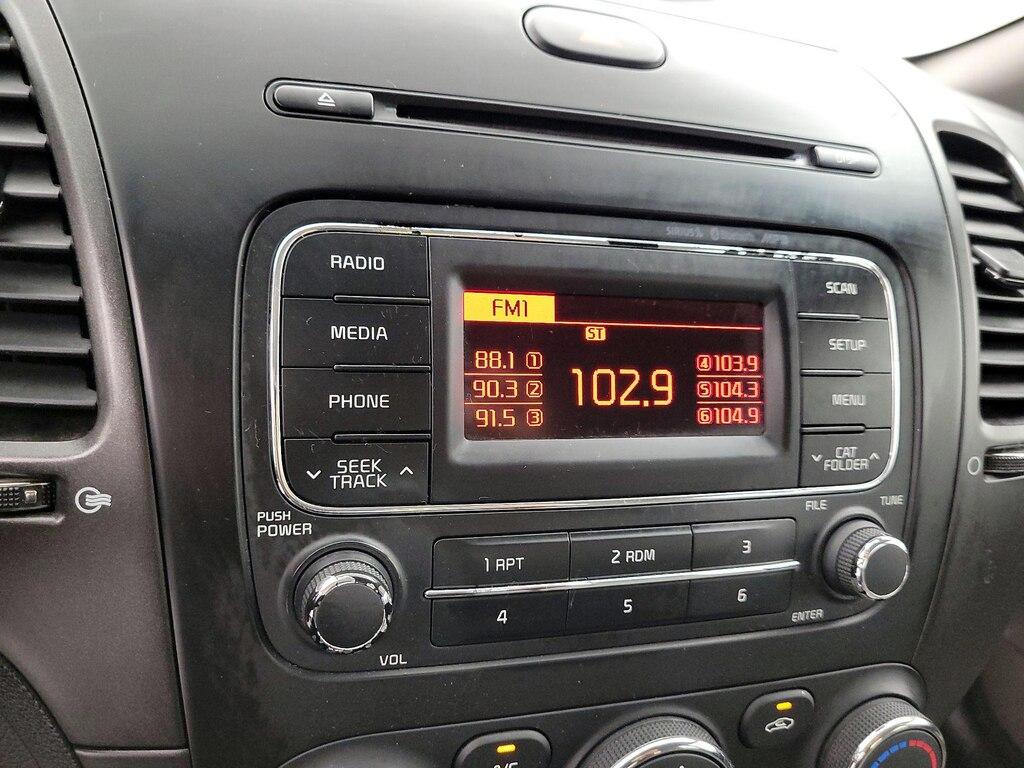 SIRIUS
RADIO
MEDIA
PHONE
SEEK
TRACK
FM1
ST
88.1 1
90.3 2
91.5 3
102.9
4 103.9
5 104.3
6 104.9
SCAN
SETUP
MENU
CAT
FOLDER
PUSH
POWER
VOL
1 RPT
2 RDM
3
4
5
6
FILE
TUNE
ENTER